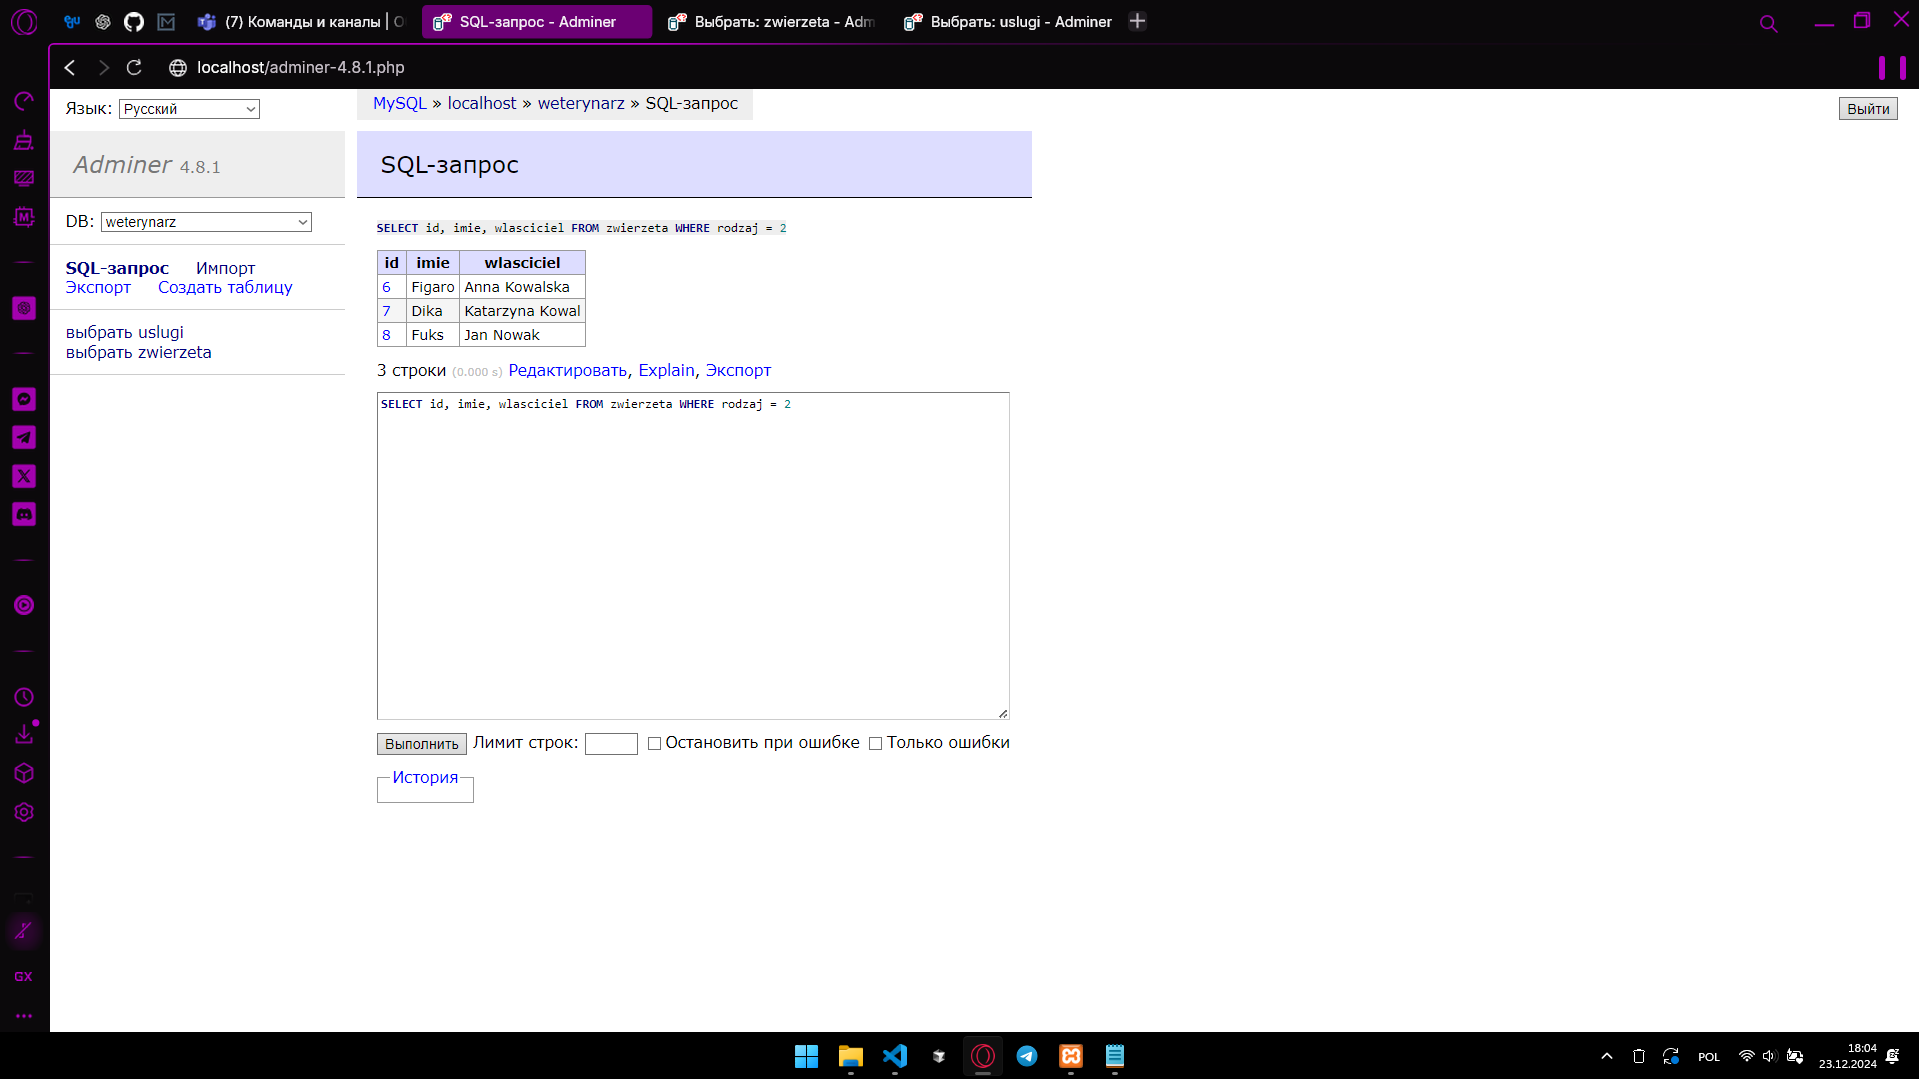 (7) Команды и каналы | O
SQL-запрос - Adminer
Выбрать: zwierzeta - Adm
Выбрать: uslugi - Adminer
localhost/adminer-4.8.1.php
Язык: Русский
MySQL » localhost » weterynarz » SQL-запрос
Выйти
Adminer 4.8.1
SQL-запрос
DB: weterynarz
SQL-запрос Импорт
Экспорт Создать таблицу
выбрать uslugi
выбрать zwierzeta
SELECT id, imie, wlasciciel FROM zwierzeta WHERE rodzaj = 2
id imie wlasciciel
6 Figaro Anna Kowalska
7 Dika Katarzyna Kowal
8 Fuks Jan Nowak
3 строки (0.000 s) Редактировать, Explain, Экспорт
SELECT id, imie, wlasciciel FROM zwierzeta WHERE rodzaj = 2
Выполнить Лимит строк: Остановить при ошибке Только ошибки
История
GX
POL
18:04
23.12.2024